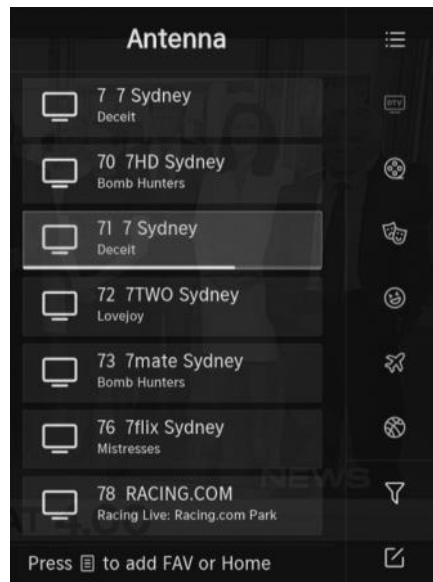 Antenna
7 7 Sydney
Deceit
DTV
70 7HD Sydney
Bomb Hunters
71 7 Sydney
Deceit
72 7TWO Sydney
Lovejoy
73 7mate Sydney
Bomb Hunters
76 7flix Sydney
Mistresses
NEWS
78 RACING.COM
Racing Live: Racing.com Park
Press to add FAV or Home